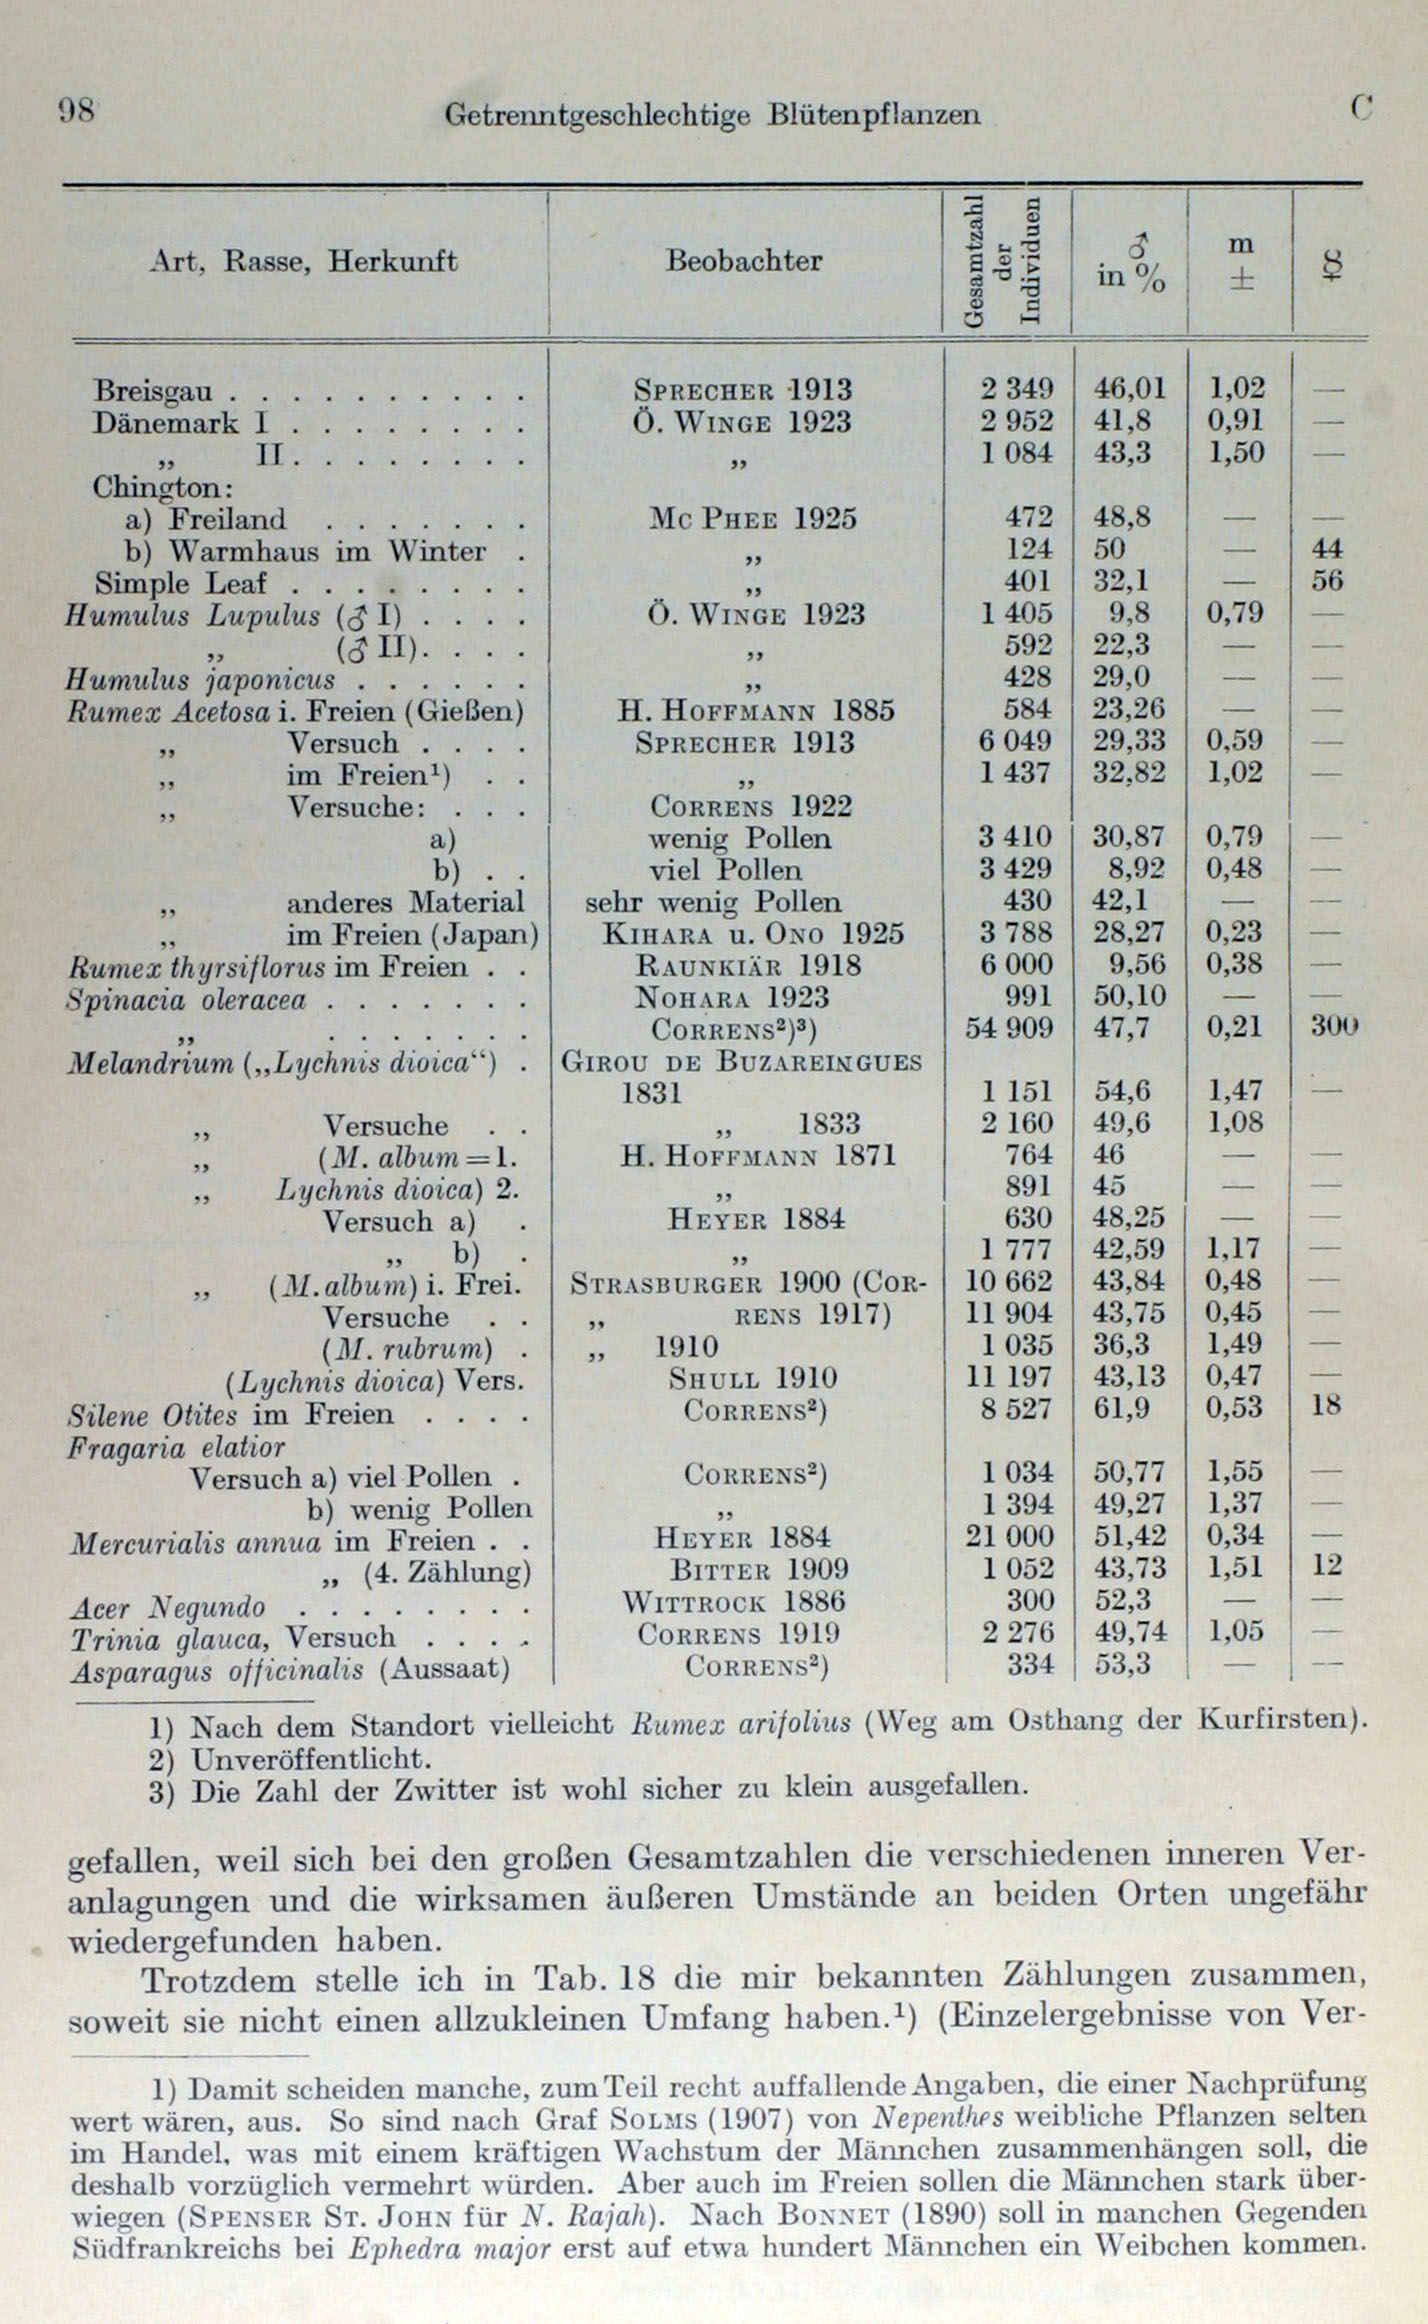 98 Getrenntgeschlechtige Blütenpflanzen C
Art, Rasse, Herkunft Beobachter Gesamtzahl der Individuen ♂ in % m ± ⚥
Breisgau . . . . . . . . . . SPRECHER 1913 2 349 46,01 1,02 —
Dänemark I . . . . . . . . Ö. WINGE 1923 2 952 41,8 0,91 —
„ II. . . . . . . . „ 1 084 43,3 1,50 —
Chington:
a) Freiland . . . . . . . MC PHEE 1925 472 48,8 — —
b) Warmhaus im Winter . „ 124 50 — 44
Simple Leaf . . . . . . . . „ 401 32,1 — 56
Humulus Lupulus (♂ I) . . . . Ö. WINGE 1923 1 405 9,8 0,79 —
„ (♂ II). . . . „ 592 22,3 — —
Humulus japonicus . . . . . . „ 428 29,0 — —
Rumex Acetosa i. Freien (Gießen) H. HOFFMANN 1885 584 23,26 — —
„ Versuch . . . . SPRECHER 1913 6 049 29,33 0,59 —
„ im Freien¹) . . „ 1 437 32,82 1,02 —
„ Versuche: . . . CORRENS 1922
a) wenig Pollen 3 410 30,87 0,79 —
b) . . viel Pollen 3 429 8,92 0,48 —
„ anderes Material sehr wenig Pollen 430 42,1 — —
„ im Freien (Japan) KIHARA u. ONO 1925 3 788 28,27 0,23 —
Rumex thyrsiflorus im Freien . . RAUNKIÄR 1918 6 000 9,56 0,38 —
Spinacia oleracea . . . . . . . NOHARA 1923 991 50,10 — —
„ . . . . . . CORRENS²)³) 54 909 47,7 0,21 300
Melandrium („Lychnis dioica“) . GIROU DE BUZAREINGUES
1831 1 151 54,6 1,47 —
„ Versuche . . „ 1833 2 160 49,6 1,08
„ (M. album = 1. H. HOFFMANN 1871 764 46 — —
„ Lychnis dioica) 2. „ 891 45 — —
Versuch a) . HEYER 1884 630 48,25 — —
„ b) . „ 1 777 42,59 1,17 —
„ (M. album) i. Frei. STRASBURGER 1900 (COR- 10 662 43,84 0,48 —
Versuche . . „ RENS 1917) 11 904 43,75 0,45 —
(M. rubrum) . „ 1910 1 035 36,3 1,49 —
(Lychnis dioica) Vers. SHULL 1910 11 197 43,13 0,47 —
Silene Otites im Freien . . . . CORRENS²) 8 527 61,9 0,53 18
Fragaria elatior
Versuch a) viel Pollen . CORRENS²) 1 034 50,77 1,55 —
b) wenig Pollen „ 1 394 49,27 1,37 —
Mercurialis annua im Freien . . HEYER 1884 21 000 51,42 0,34 —
„ (4. Zählung) BITTER 1909 1 052 43,73 1,51 12
Acer Negundo . . . . . . . . WITTROCK 1886 300 52,3 — —
Trinia glauca, Versuch . . . . CORRENS 1919 2 276 49,74 1,05 —
Asparagus officinalis (Aussaat) CORRENS²) 334 53,3 — —
1) Nach dem Standort vielleicht Rumex arifolius (Weg am Osthang der Kurfirsten).
2) Unveröffentlicht.
3) Die Zahl der Zwitter ist wohl sicher zu klein ausgefallen.
gefallen, weil sich bei den großen Gesamtzahlen die verschiedenen inneren Ver-
anlagungen und die wirksamen äußeren Umstände an beiden Orten ungefähr
wiedergefunden haben.
Trotzdem stelle ich in Tab. 18 die mir bekannten Zählungen zusammen,
soweit sie nicht einen allzukleinen Umfang haben.¹) (Einzelergebnisse von Ver-
1) Damit scheiden manche, zum Teil recht auffallende Angaben, die einer Nachprüfung
wert wären, aus. So sind nach Graf SOLMS (1907) von Nepenthes weibliche Pflanzen selten
im Handel, was mit einem kräftigen Wachstum der Männchen zusammenhängen soll, die
deshalb vorzüglich vermehrt würden. Aber auch im Freien sollen die Männchen stark über-
wiegen (SPENSER ST. JOHN für N. Rajah). Nach BONNET (1890) soll in manchen Gegenden
Südfrankreichs bei Ephedra major erst auf etwa hundert Männchen ein Weibchen kommen.